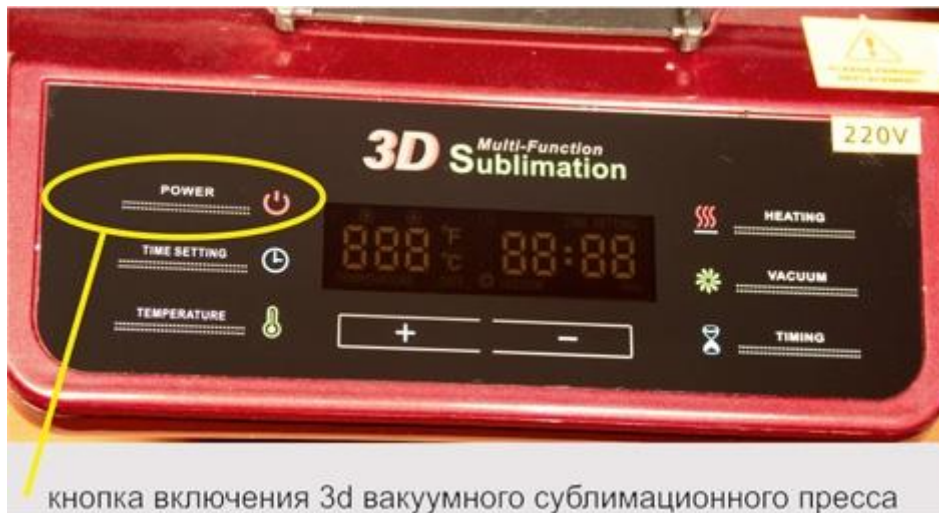 220V
3D Multi-Function
Sublimation
POWER
TIME SETTING
TEMPERATURE
888 °F °C 88:88
+ −
HEATING
VACUUM
TIMING
кнопка включения 3d вакуумного сублимационного пресса